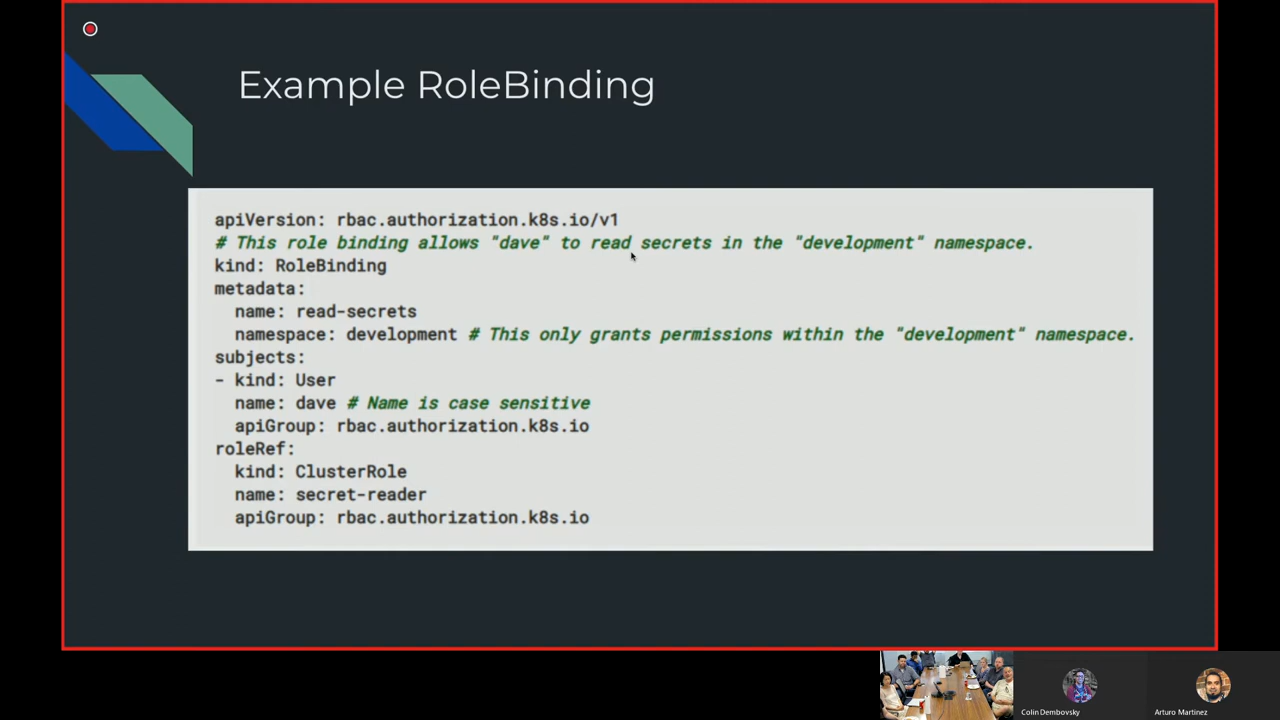 Example RoleBinding
apiVersion: rbac.authorization.k8s.io/v1
# This role binding allows "dave" to read secrets in the "development" namespace.
kind: RoleBinding
metadata:
  name: read-secrets
  namespace: development # This only grants permissions within the "development" namespace.
subjects:
- kind: User
  name: dave # Name is case sensitive
  apiGroup: rbac.authorization.k8s.io
roleRef:
  kind: ClusterRole
  name: secret-reader
  apiGroup: rbac.authorization.k8s.io
Colin Dembovsky
Arturo Martinez